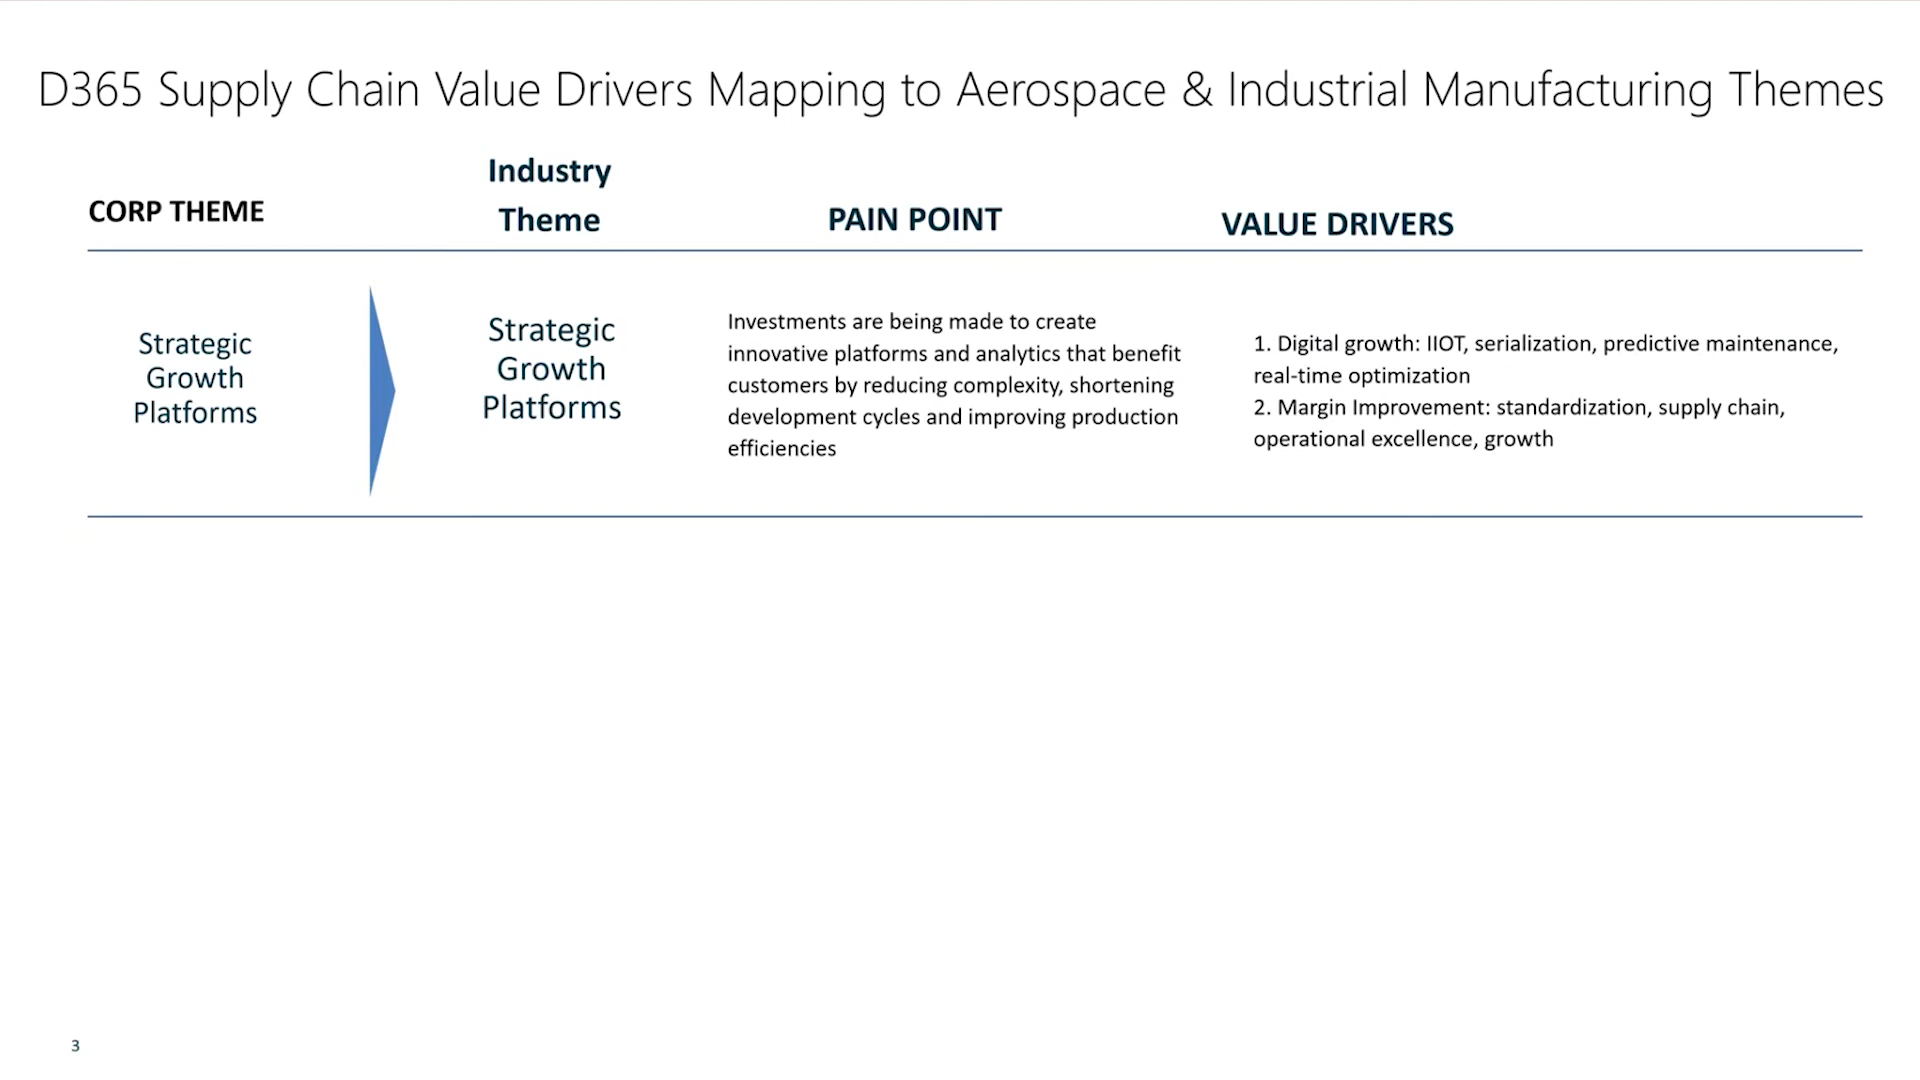 D365 Supply Chain Value Drivers Mapping to Aerospace & Industrial Manufacturing Themes
CORP THEME
Industry
Theme
PAIN POINT
VALUE DRIVERS
Strategic
Growth
Platforms
Strategic
Growth
Platforms
Investments are being made to create
innovative platforms and analytics that benefit
customers by reducing complexity, shortening
development cycles and improving production
efficiencies
1. Digital growth: IIOT, serialization, predictive maintenance,
real-time optimization
2. Margin Improvement: standardization, supply chain,
operational excellence, growth
3